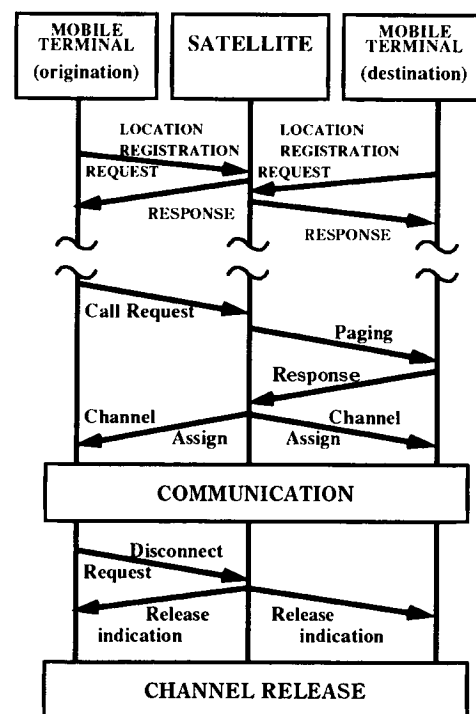 MOBILE
TERMINAL
(origination)
SATELLITE
MOBILE
TERMINAL
(destination)
LOCATION
REGISTRATION
REQUEST
LOCATION
REGISTRATION
REQUEST
RESPONSE
RESPONSE
Call Request
Paging
Response
Channel
Assign
Channel
Assign
COMMUNICATION
Disconnect
Request
Release
indication
Release
indication
CHANNEL RELEASE